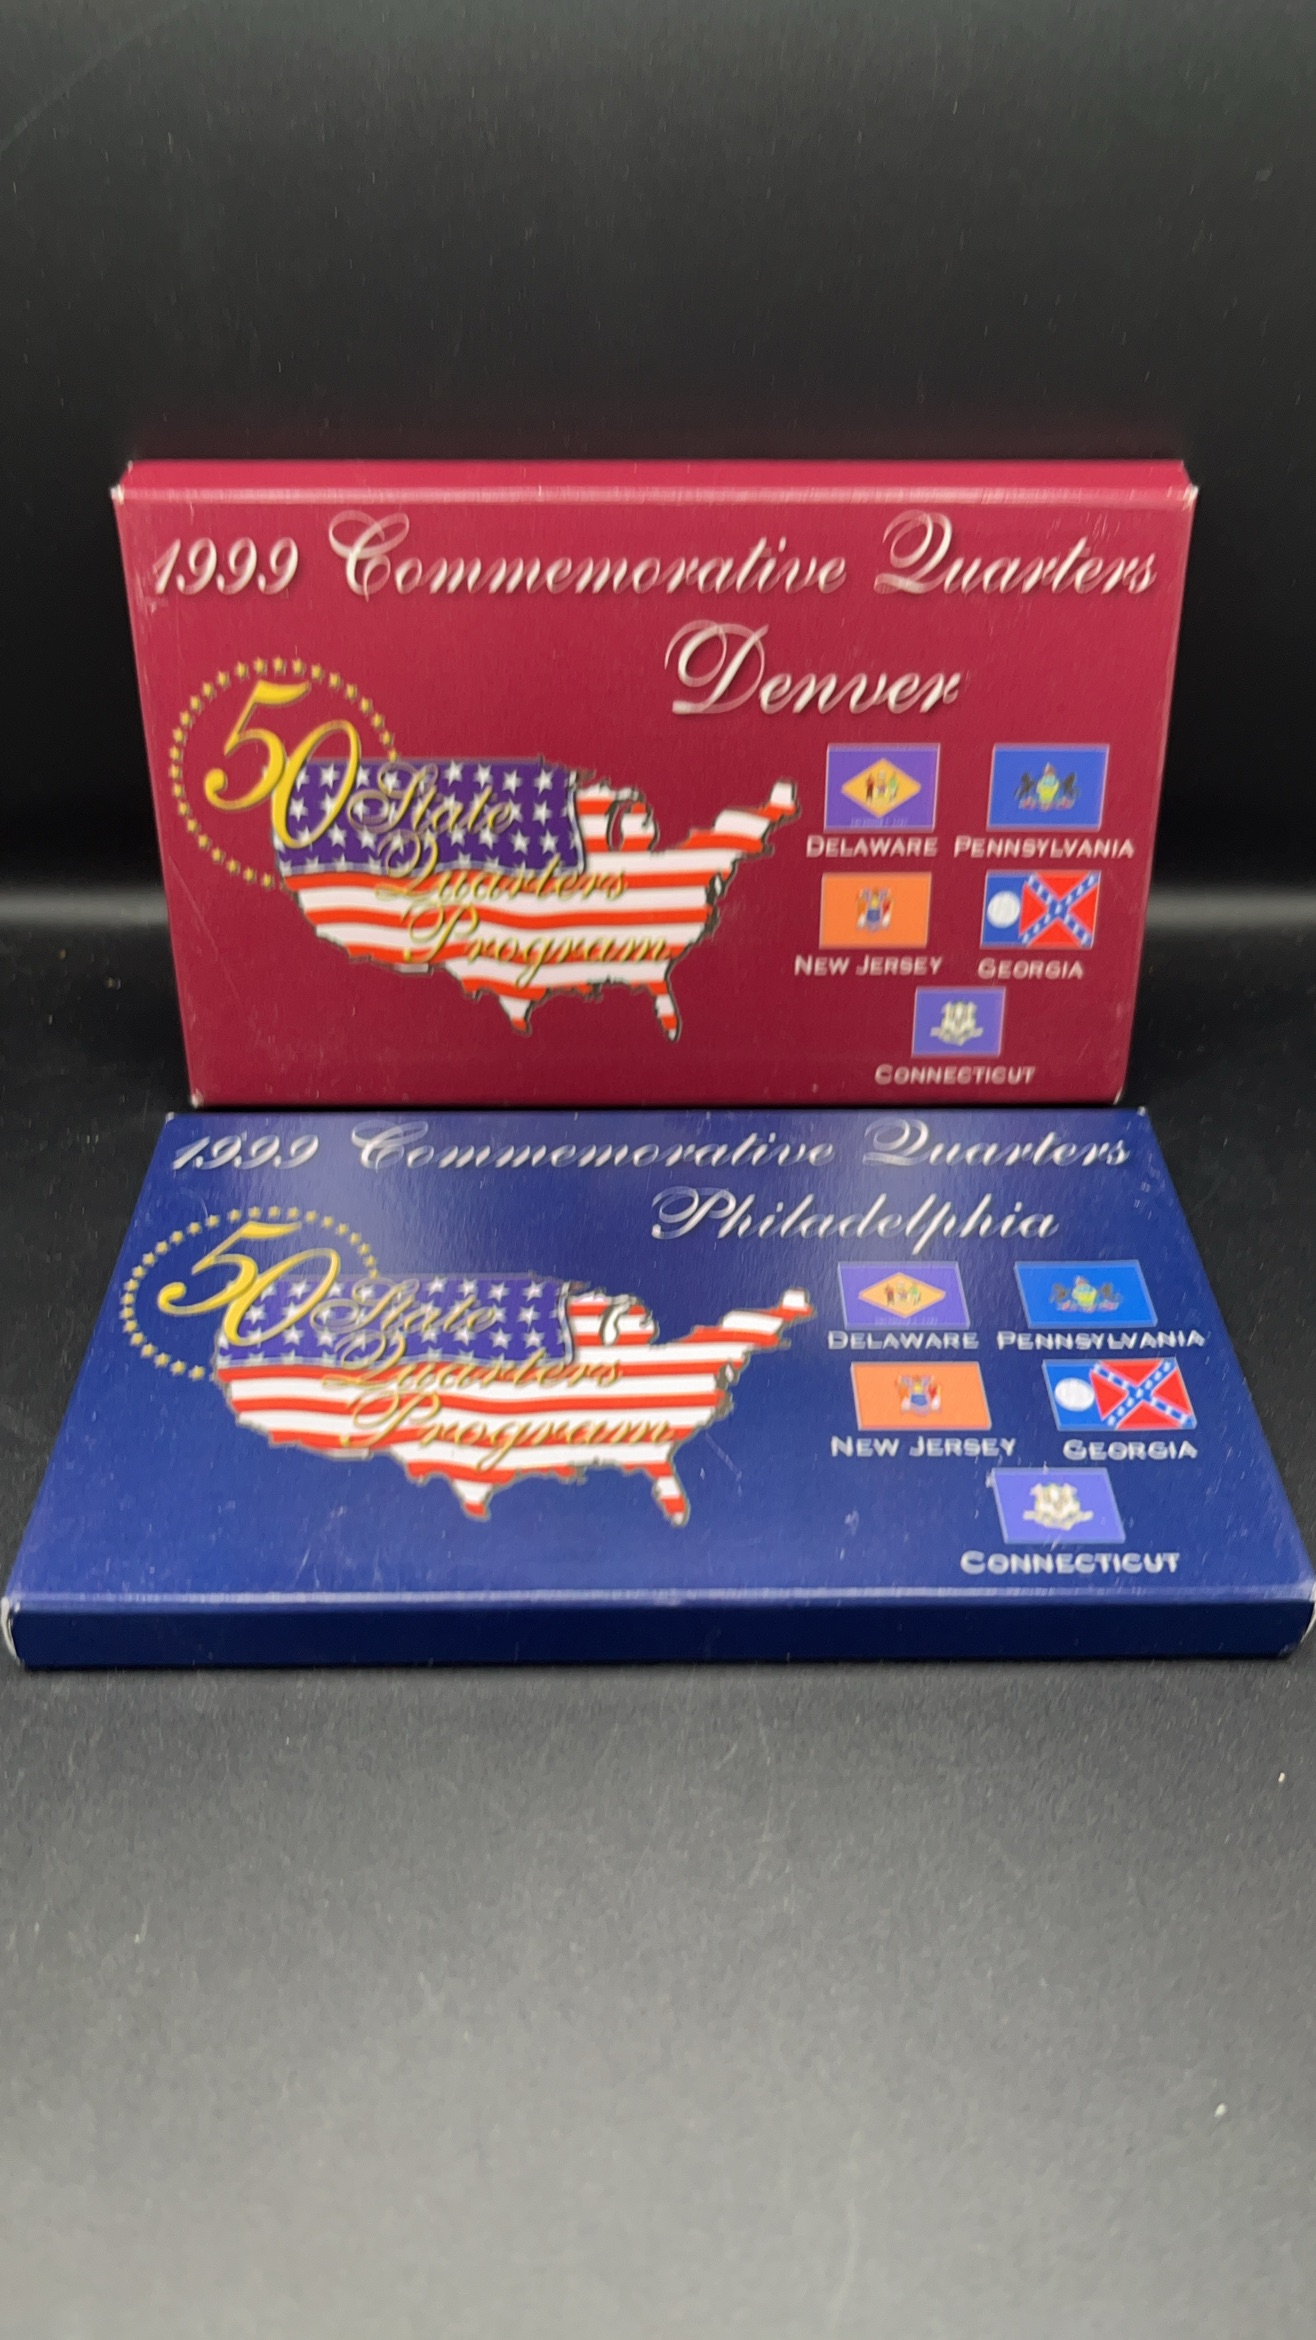 1999 Commemorative Quarters
Denver
50 State
Quarters
Program
DELAWARE PENNSYLVANIA
NEW JERSEY GEORGIA
CONNECTICUT
1999 Commemorative Quarters
Philadelphia
50 State
Quarters
Program
DELAWARE PENNSYLVANIA
NEW JERSEY GEORGIA
CONNECTICUT